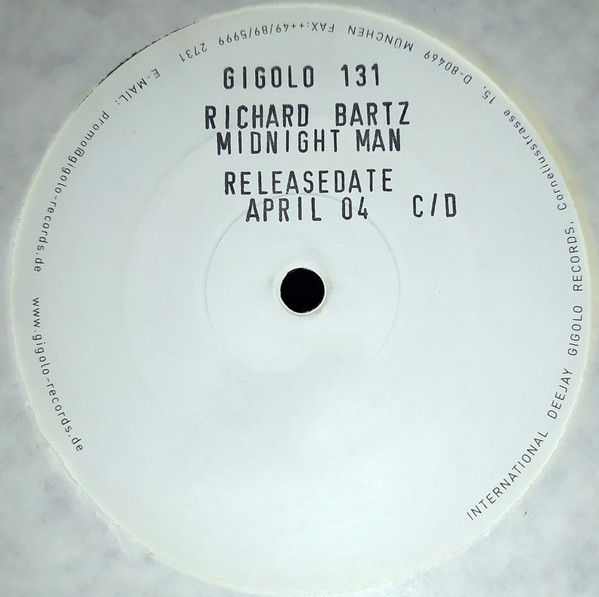 GIGOLO 131
RICHARD BARTZ
MIDNIGHT MAN
RELEASEDATE
APRIL 04 C/D
INTERNATIONAL DEEJAY GIGOLO RECORDS, Corneliusstrasse 15, D-80469 MÜNCHEN FAX:++49/89/5999 2731 E-MAIL: promo@gigolo-records.de www.gigolo-records.de